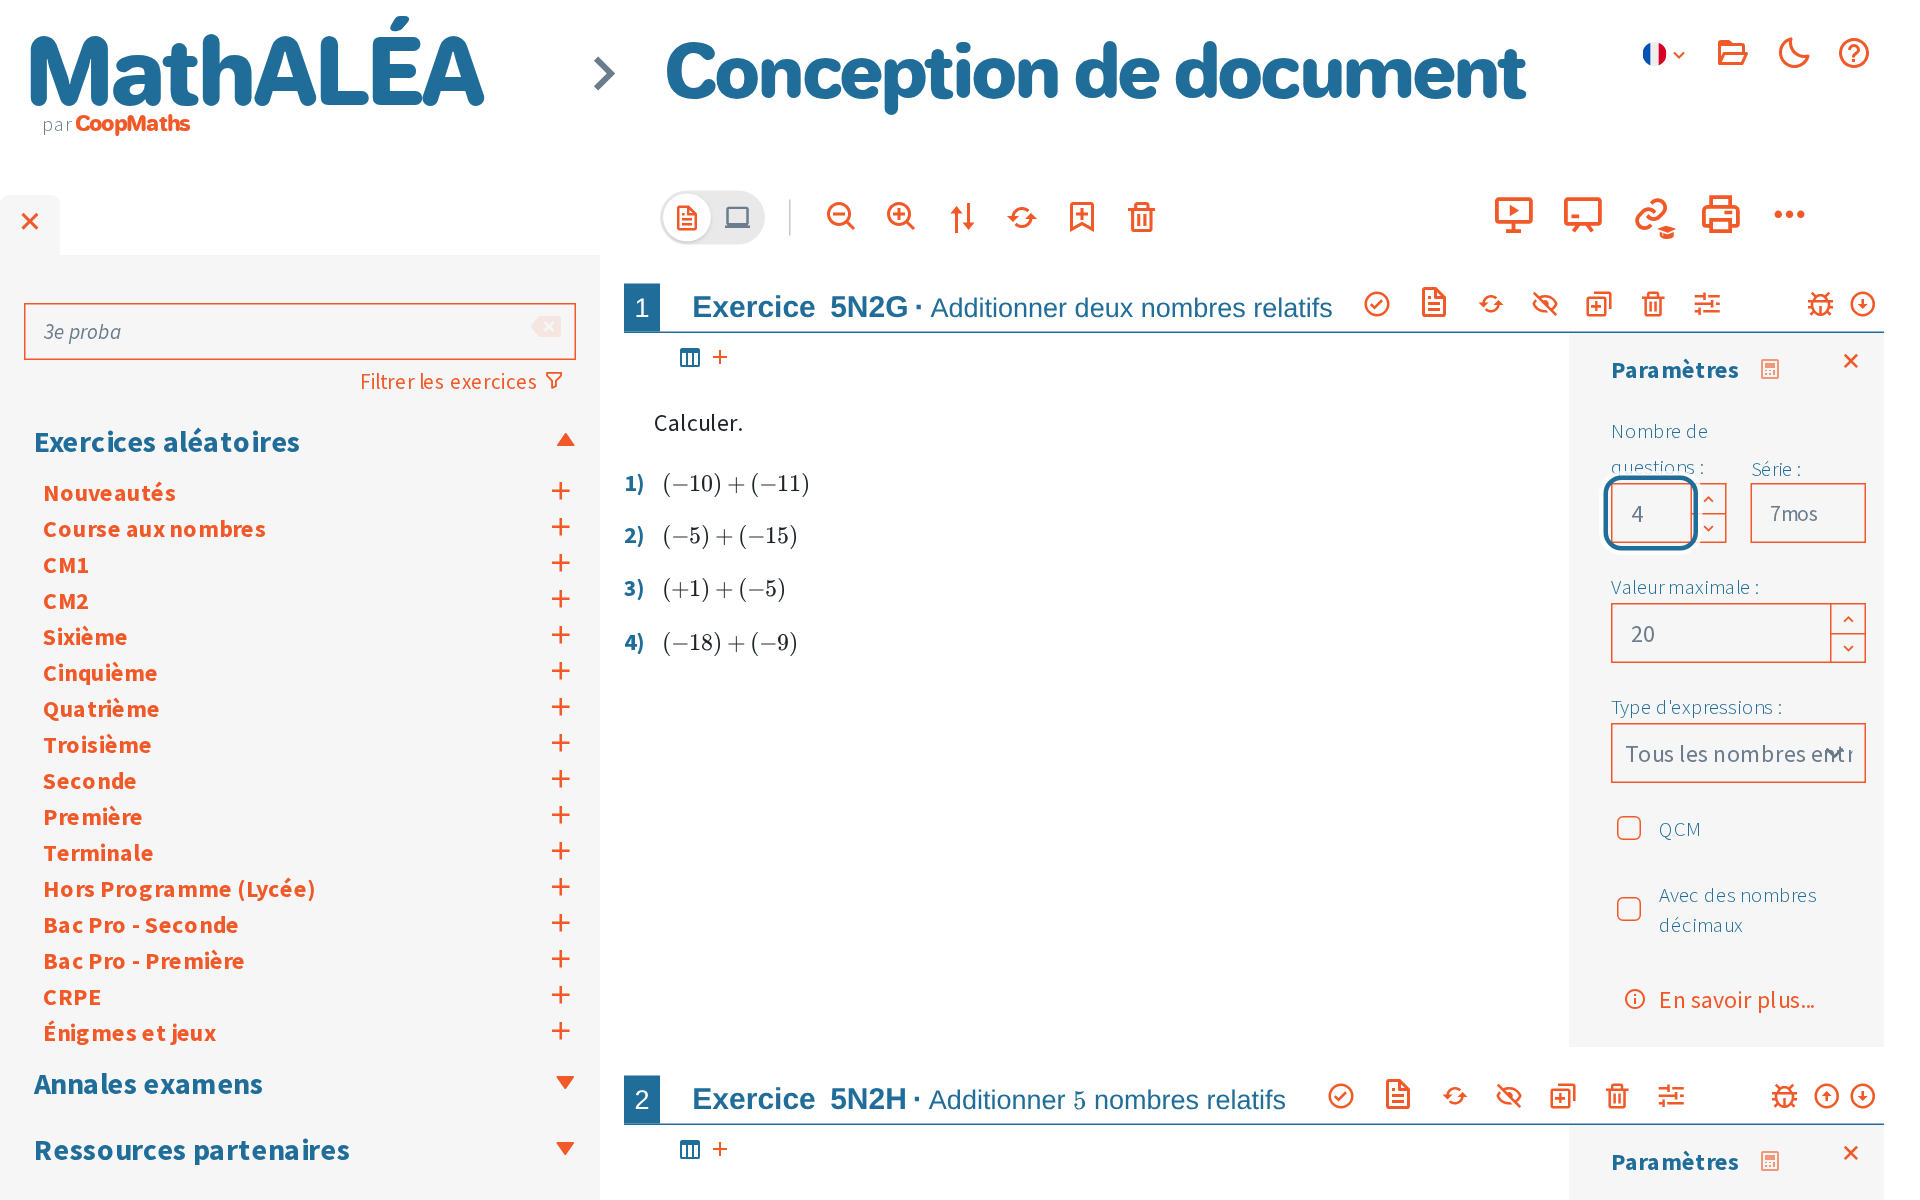 MathALÉA
par CoopMaths
Conception de document
3e proba
Filtrer les exercices
Exercices aléatoires
Nouveautés
Course aux nombres
CM1
CM2
Sixième
Cinquième
Quatrième
Troisième
Seconde
Première
Terminale
Hors Programme (Lycée)
Bac Pro - Seconde
Bac Pro - Première
CRPE
Énigmes et jeux
Annales examens
Ressources partenaires
1 Exercice 5N2G · Additionner deux nombres relatifs
Calculer.
1) (−10) + (−11)
2) (−5) + (−15)
3) (+1) + (−5)
4) (−18) + (−9)
Paramètres
Nombre de
questions :
4
Série :
7mos
Valeur maximale :
20
Type d'expressions :
Tous les nombres entr
QCM
Avec des nombres
décimaux
En savoir plus...
2 Exercice 5N2H · Additionner 5 nombres relatifs
Paramètres